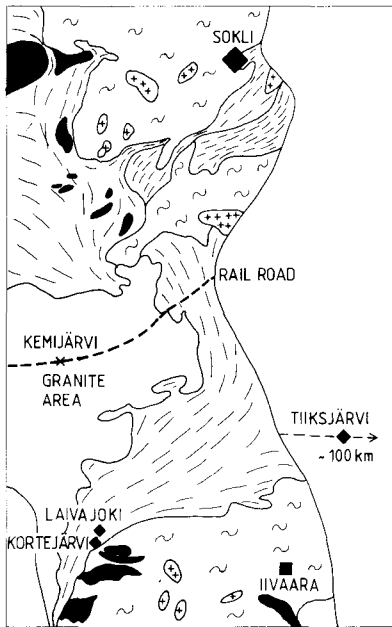 SOKLI
RAIL ROAD
KEMIJÄRVI
GRANITE
AREA
TIIKSJÄRVI
~100 km
LAIVAJOKI
KORTEJÄRVI
IIVAARA